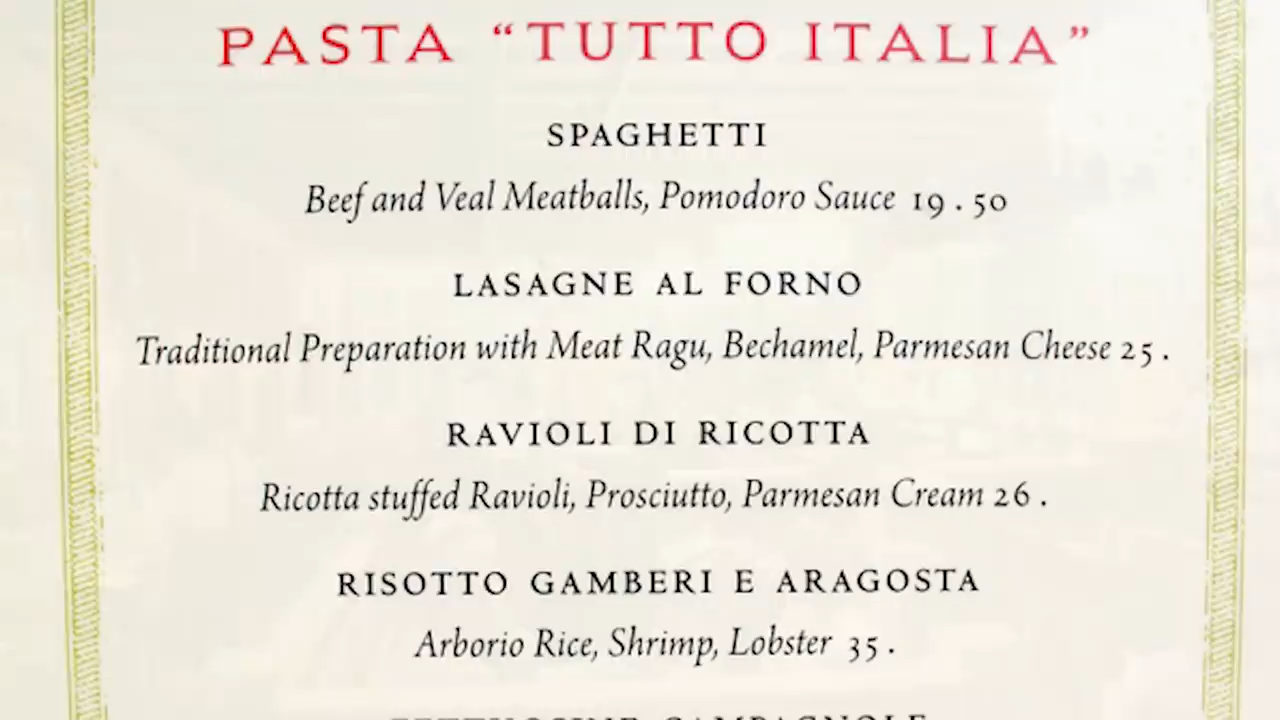 PASTA “TUTTO ITALIA”
SPAGHETTI
Beef and Veal Meatballs, Pomodoro Sauce 19.50
LASAGNE AL FORNO
Traditional Preparation with Meat Ragu, Bechamel, Parmesan Cheese 25.
RAVIOLI DI RICOTTA
Ricotta stuffed Ravioli, Prosciutto, Parmesan Cream 26.
RISOTTO GAMBERI E ARAGOSTA
Arborio Rice, Shrimp, Lobster 35.